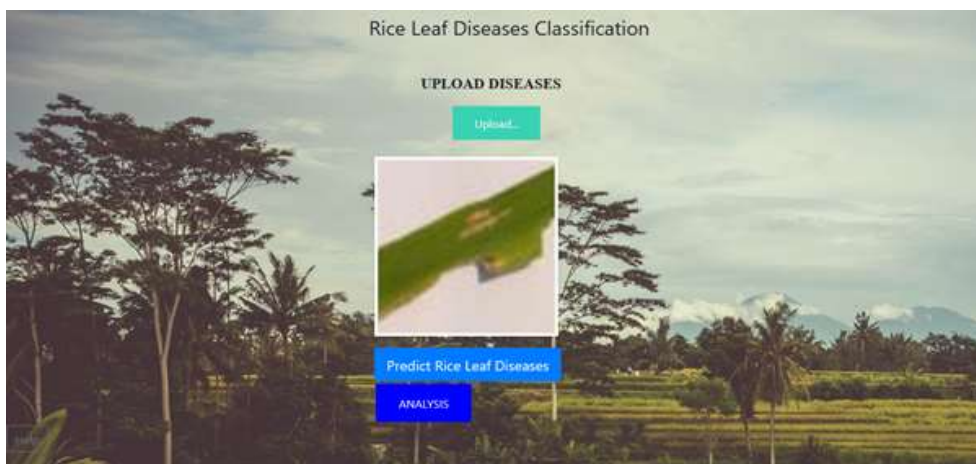 Rice Leaf Diseases Classification
UPLOAD DISEASES
Upload...
Predict Rice Leaf Diseases
ANALYSIS